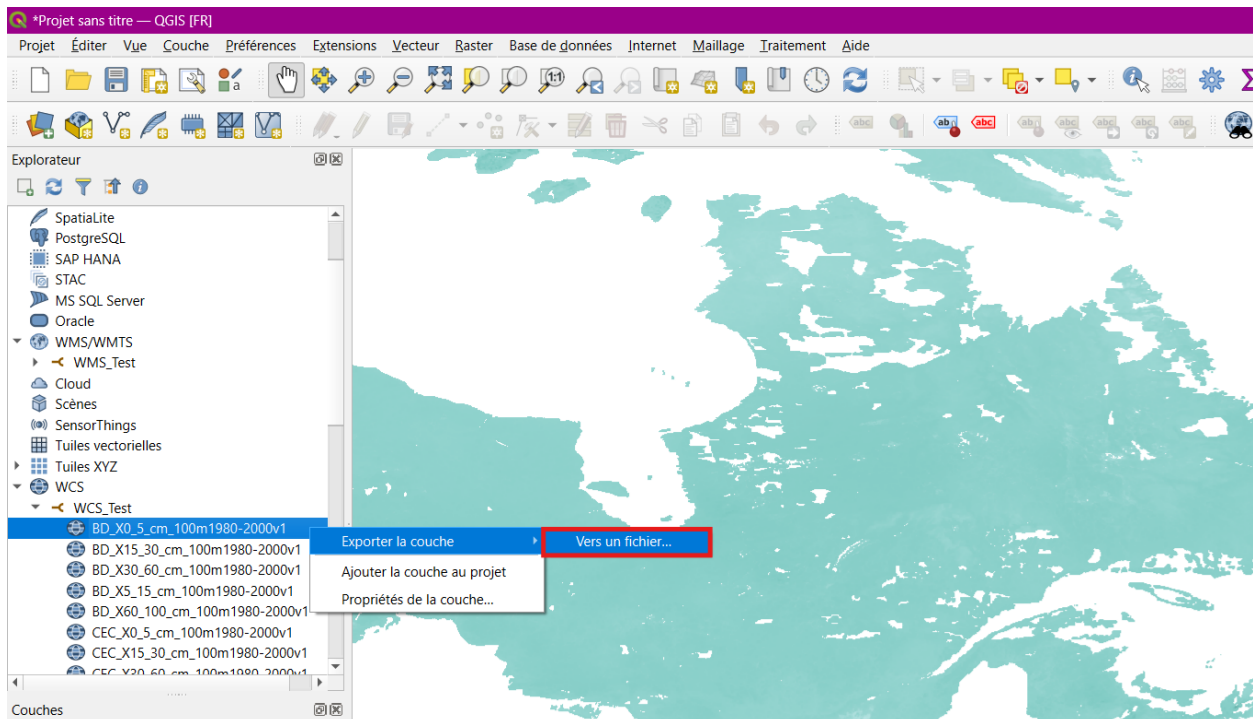 *Projet sans titre — QGIS [FR]
Projet Éditer Vue Couche Préférences Extensions Vecteur Raster Base de données Internet Maillage Traitement Aide
Explorateur
SpatiaLite
PostgreSQL
SAP HANA
STAC
MS SQL Server
Oracle
WMS/WMTS
WMS_Test
Cloud
Scènes
SensorThings
Tuiles vectorielles
Tuiles XYZ
WCS
WCS_Test
BD_X0_5_cm_100m1980-2000v1
BD_X15_30_cm_100m1980-2000v1
BD_X30_60_cm_100m1980-2000v1
BD_X5_15_cm_100m1980-2000v1
BD_X60_100_cm_100m1980-2000v1
CEC_X0_5_cm_100m1980-2000v1
CEC_X15_30_cm_100m1980-2000v1
CEC_X30_60_cm_100m1980-2000v1
Exporter la couche
Vers un fichier...
Ajouter la couche au projet
Propriétés de la couche...
Couches